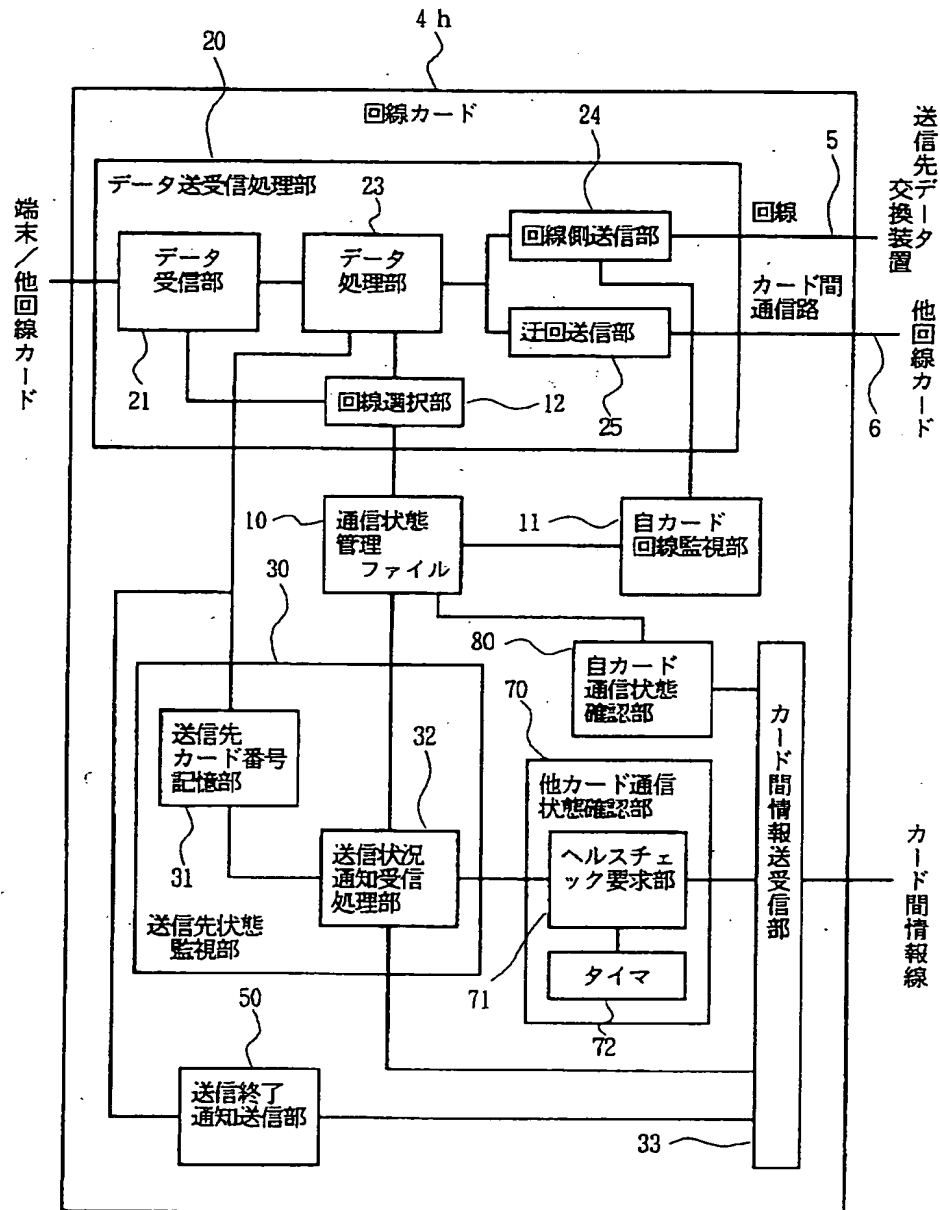 4h
20
回線カード
24
送信先データ
交換装置
データ送受信処理部
23
回線
5
端末/他回線カード
データ
受信部
データ
処理部
回線側送信部
カード間
通信路
他回線カード
迂回送信部
21
回線選択部
12
25
6
10
通信状態
管理
ファイル
11
自カード
回線監視部
30
80
自カード
通信状態
確認部
カード間情報送受信部
70
送信先
カード番号
記憶部
32
他カード通信
状態確認部
31
送信状況
通知受信
処理部
ヘルスチェ
ック要求部
カード間情報線
送信先状態
監視部
71
タイマ
72
50
送信終了
通知送信部
33